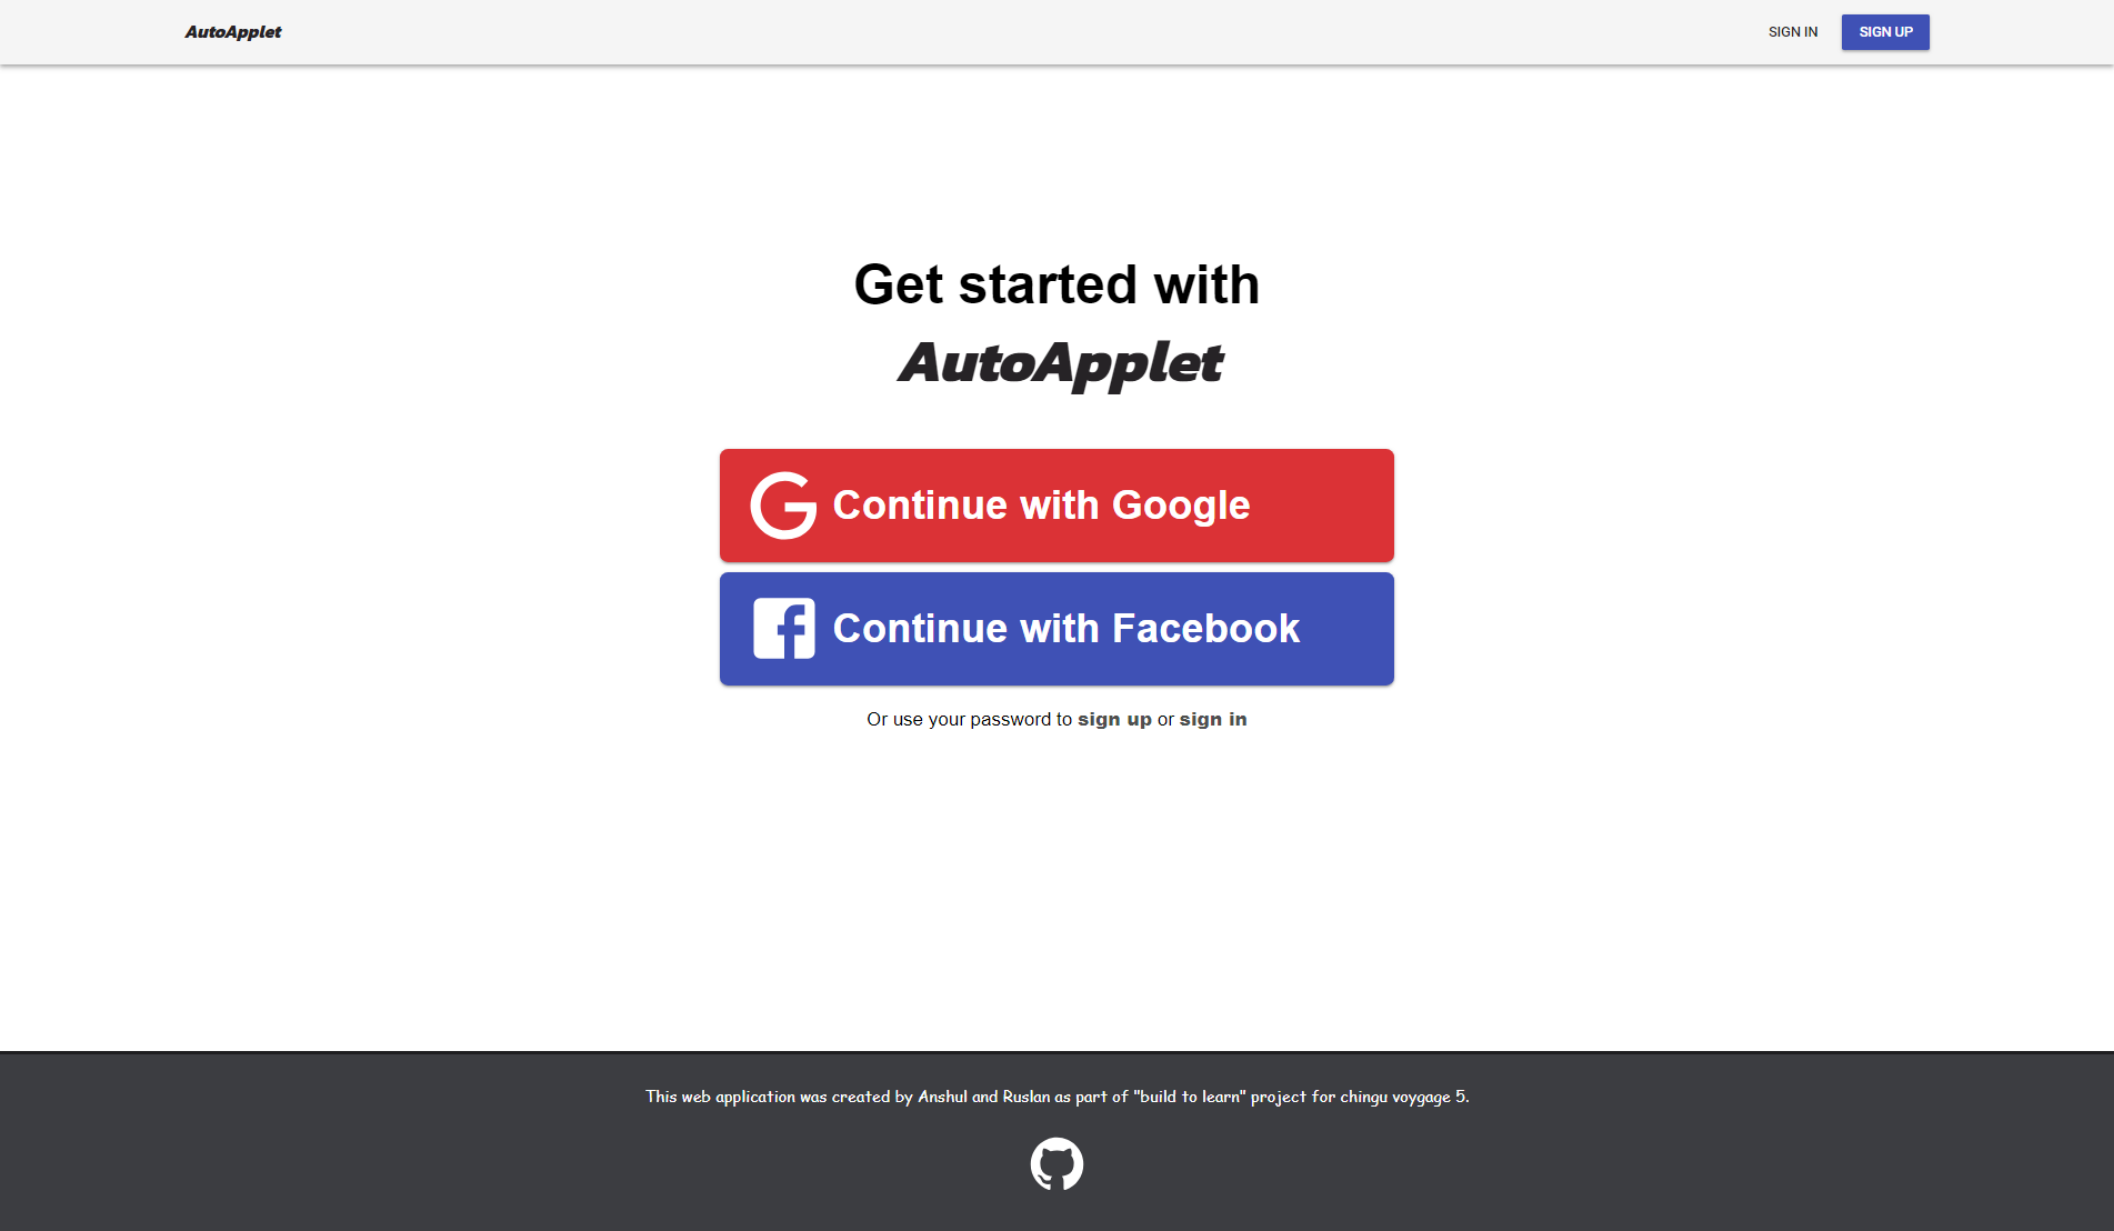 AutoApplet
SIGN IN
SIGN UP
Get started with
AutoApplet
Continue with Google
Continue with Facebook
Or use your password to sign up or sign in
This web application was created by Anshul and Ruslan as part of "build to learn" project for chingu voygage 5.